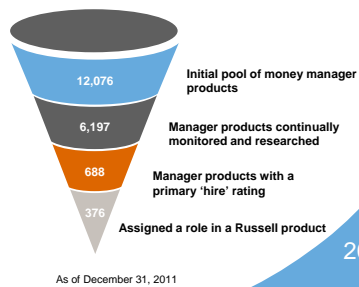 12,076
Initial pool of money manager
products
6,197
Manager products continually
monitored and researched
688
Manager products with a
primary ‘hire’ rating
376
Assigned a role in a Russell product
As of December 31, 2011